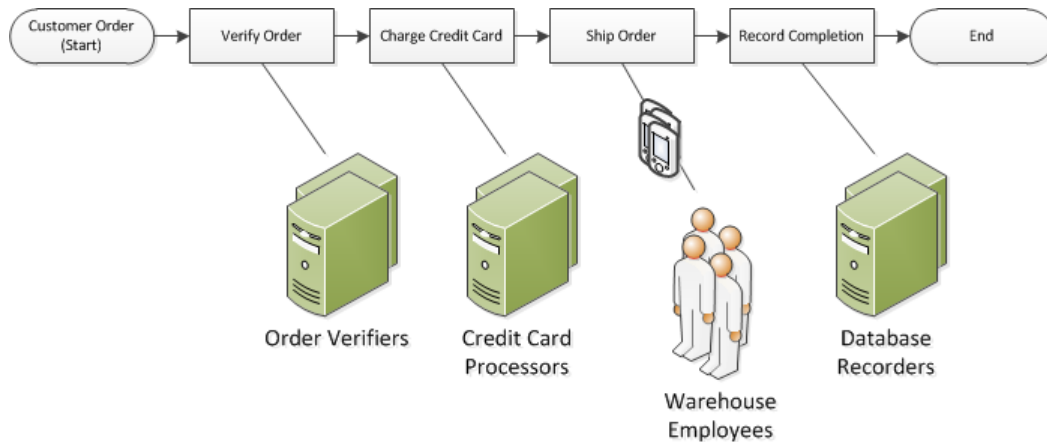 Customer Order
(Start)
Verify Order
Charge Credit Card
Ship Order
Record Completion
End
Order Verifiers
Credit Card
Processors
Warehouse
Employees
Database
Recorders